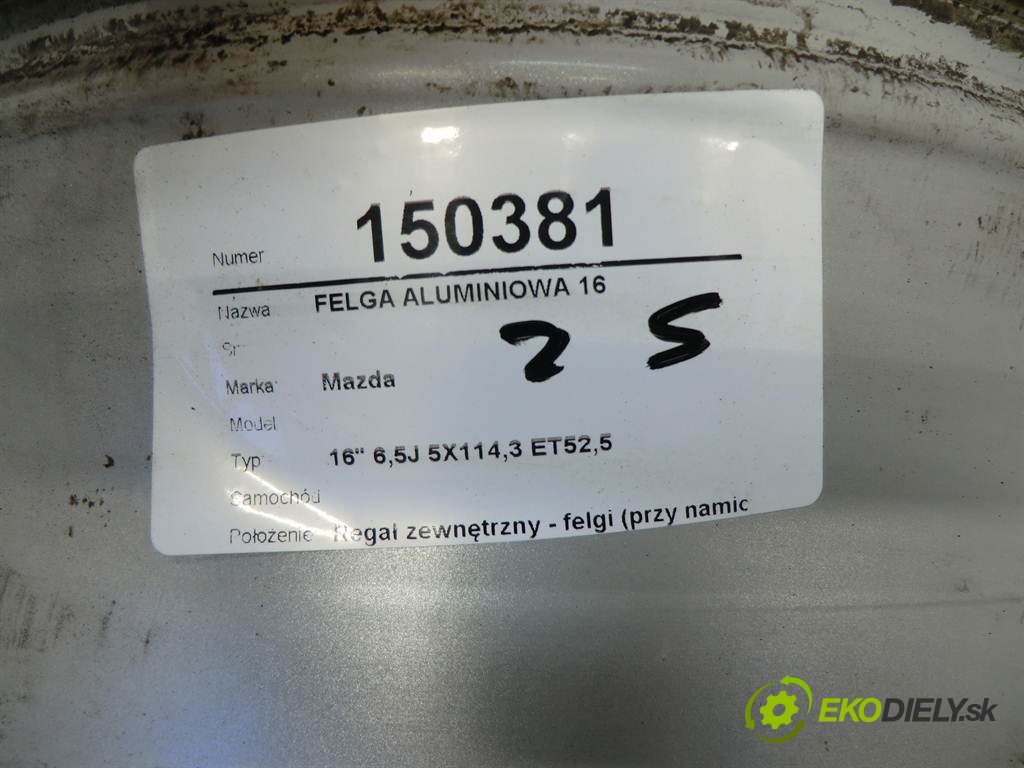 Numer 150381
Nazwa FELGA ALUMINIOWA 16
2 S
Marka Mazda
Model
Typ 16" 6,5J 5X114,3 ET52,5
Samochód
Położenie Regał zewnętrzny - felgi (przy namic
EKODIELY.sk